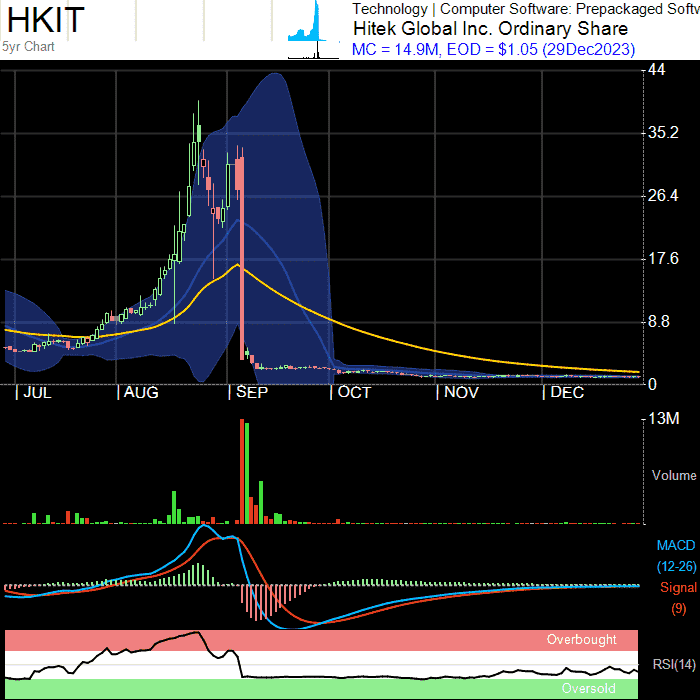 HKIT
5yr Chart
Technology | Computer Software: Prepackaged Softw
Hitek Global Inc. Ordinary Share
MC = 14.9M, EOD = $1.05 (29Dec2023)
44
35.2
26.4
17.6
8.8
0
JUL AUG SEP OCT NOV DEC
13M
Volume
MACD
(12-26)
Signal
(9)
Overbought
RSI(14)
Oversold